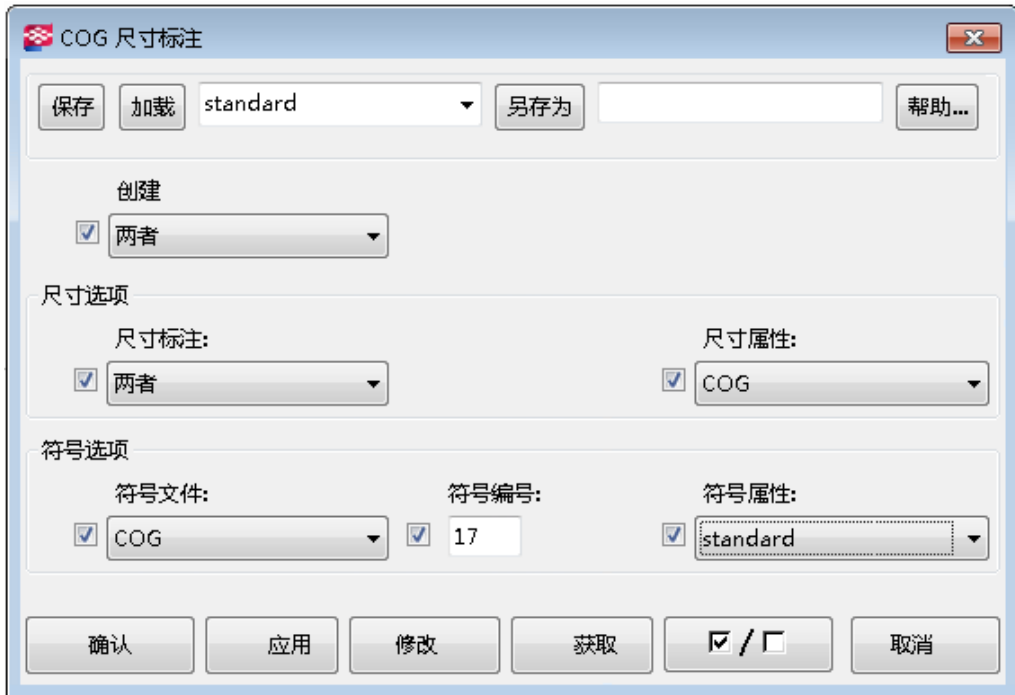 COG 尺寸标注
保存 加载 standard 另存为 帮助...
创建
两者
尺寸选项
尺寸标注: 尺寸属性:
两者 COG
符号选项
符号文件: 符号编号: 符号属性:
COG 17 standard
确认 应用 修改 获取 / 取消